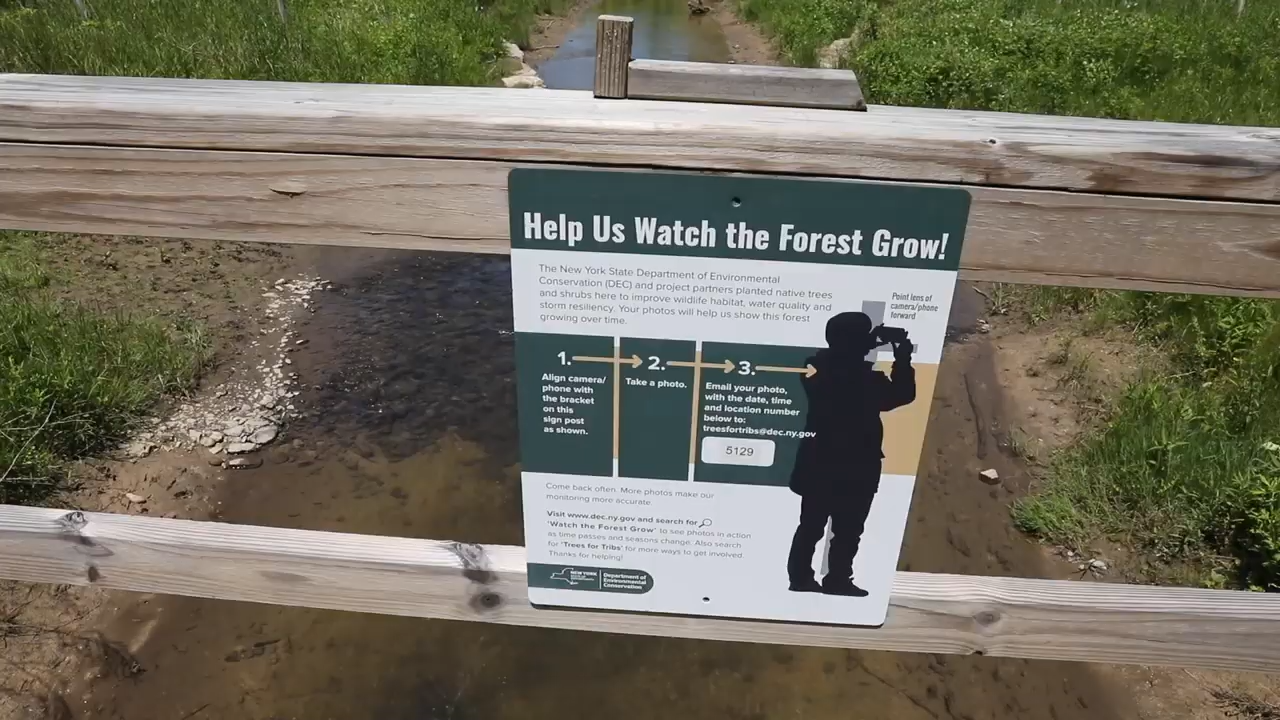 Help Us Watch the Forest Grow!
The New York State Department of Environmental
Conservation (DEC) and project partners planted native trees
and shrubs here to improve wildlife habitat, water quality and
storm resiliency. Your photos will help us show this forest
growing over time.
Point lens of
camera/phone
forward
1.
Align camera/
phone with
the bracket
on this
sign post
as shown.
2.
Take a photo.
3.
Email your photo,
with the date, time
and location number
below to:
treesfortribs@dec.ny.gov
5129
Come back often. More photos make our
monitoring more accurate.
Visit www.dec.ny.gov and search for
'Watch the Forest Grow' to see photos in action
as time passes and seasons change. Also search
for 'Trees for Tribs' for more ways to get involved.
Thanks for helping!
NEW YORK
Department of
Environmental
Conservation